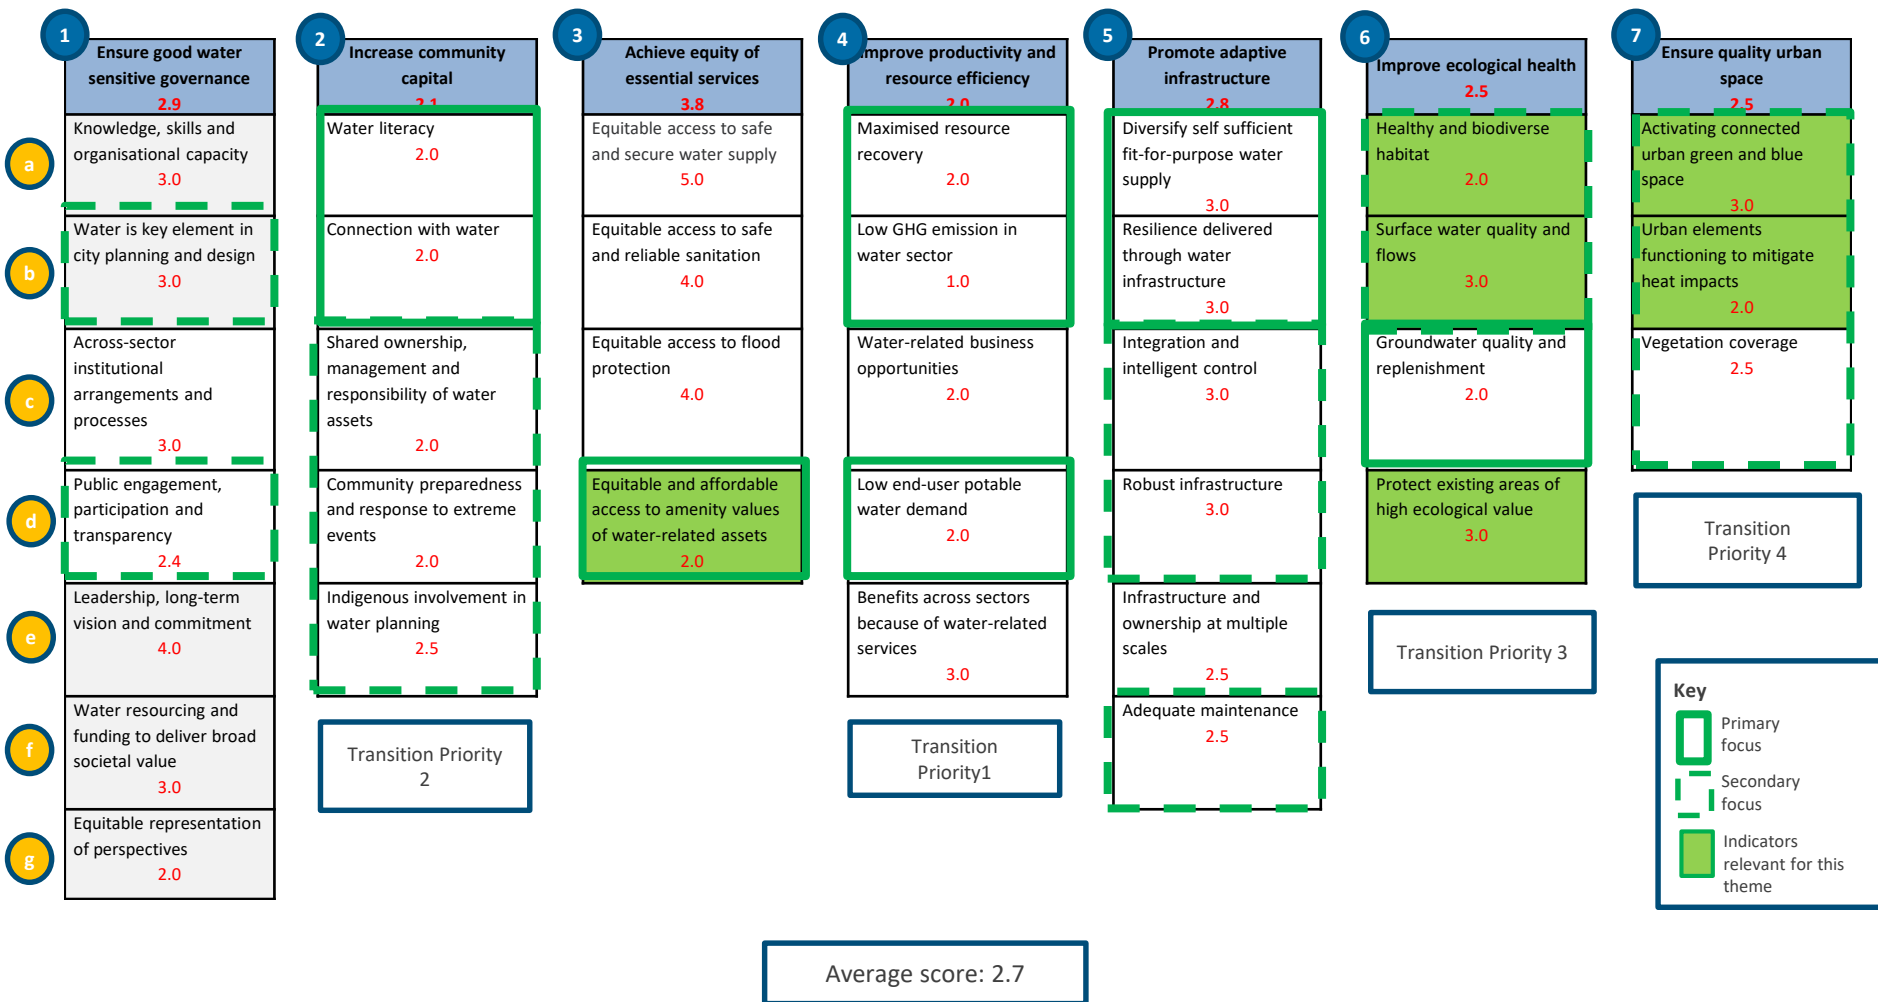 1
Ensure good water
sensitive governance
2.9
a
Knowledge, skills and
organisational capacity
3.0
b
Water is key element in
city planning and design
3.0
c
Across-sector
institutional
arrangements and
processes
3.0
d
Public engagement,
participation and
transparency
2.4
e
Leadership, long-term
vision and commitment
4.0
f
Water resourcing and
funding to deliver broad
societal value
3.0
g
Equitable representation
of perspectives
2.0
2
Increase community
capital
2.1
Water literacy
2.0
Connection with water
2.0
Shared ownership,
management and
responsibility of water
assets
2.0
Community preparedness
and response to extreme
events
2.0
Indigenous involvement in
water planning
2.5
Transition Priority
2
3
Achieve equity of
essential services
3.8
Equitable access to safe
and secure water supply
5.0
Equitable access to safe
and reliable sanitation
4.0
Equitable access to flood
protection
4.0
Equitable and affordable
access to amenity values
of water-related assets
2.0
4
Improve productivity and
resource efficiency
2.0
Maximised resource
recovery
2.0
Low GHG emission in
water sector
1.0
Water-related business
opportunities
2.0
Low end-user potable
water demand
2.0
Benefits across sectors
because of water-related
services
3.0
Transition
Priority1
5
Promote adaptive
infrastructure
2.8
Diversify self sufficient
fit-for-purpose water
supply
3.0
Resilience delivered
through water
infrastructure
3.0
Integration and
intelligent control
3.0
Robust infrastructure
3.0
Infrastructure and
ownership at multiple
scales
2.5
Adequate maintenance
2.5
6
Improve ecological health
2.5
Healthy and biodiverse
habitat
2.0
Surface water quality and
flows
3.0
Groundwater quality and
replenishment
2.0
Protect existing areas of
high ecological value
3.0
Transition Priority 3
7
Ensure quality urban
space
2.5
Activating connected
urban green and blue
space
3.0
Urban elements
functioning to mitigate
heat impacts
2.0
Vegetation coverage
2.5
Transition
Priority 4
Key
Primary
focus
Secondary
focus
Indicators
relevant for this
theme
Average score: 2.7